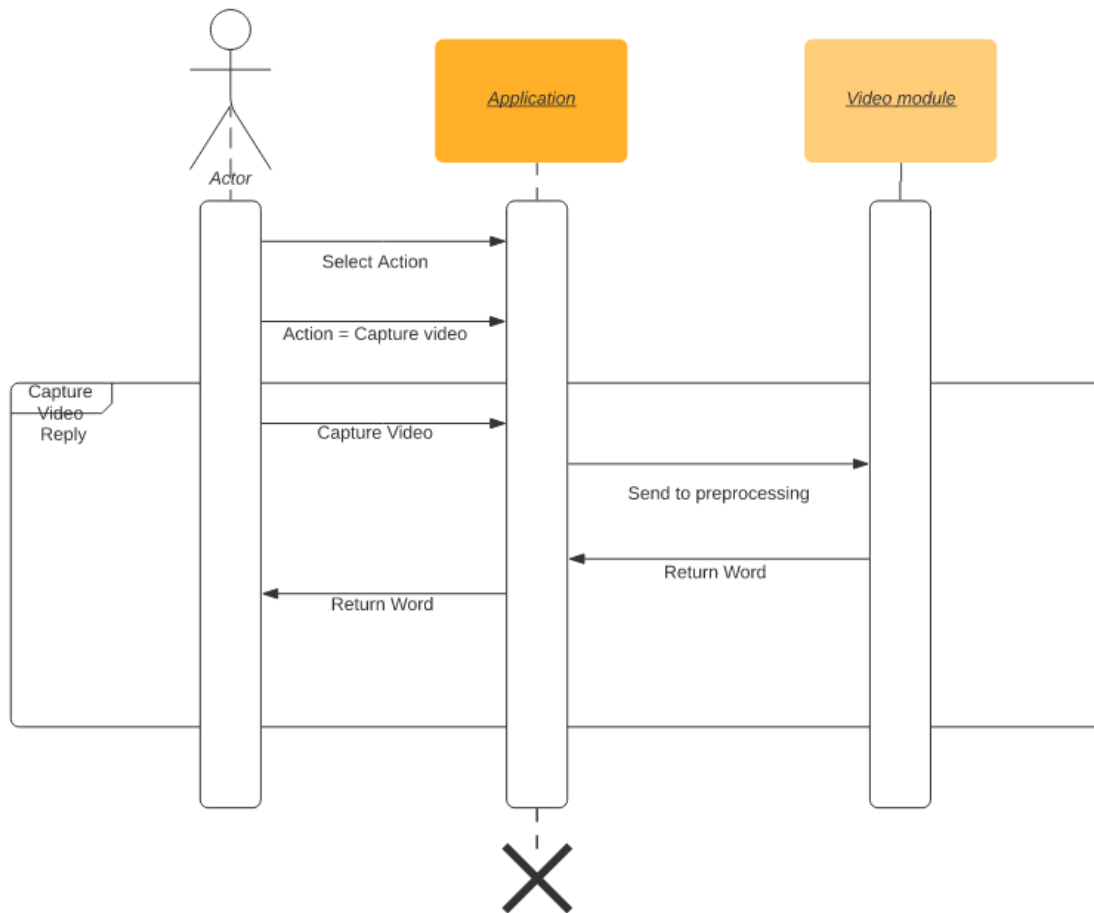 Application
Video module
Actor
Select Action
Action = Capture video
Capture
Video
Reply
Capture Video
Send to preprocessing
Return Word
Return Word